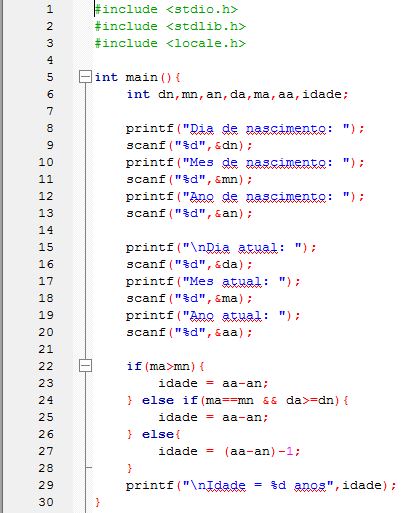 1 #include <stdio.h>
2 #include <stdlib.h>
3 #include <locale.h>
4
5 int main(){
6 int dn,mn,an,da,ma,aa,idade;
7
8 printf("Dia de nascimento: ");
9 scanf("%d",&dn);
10 printf("Mes de nascimento: ");
11 scanf("%d",&mn);
12 printf("Ano de nascimento: ");
13 scanf("%d",&an);
14
15 printf("\nDia atual: ");
16 scanf("%d",&da);
17 printf("Mes atual: ");
18 scanf("%d",&ma);
19 printf("Ano atual: ");
20 scanf("%d",&aa);
21
22 if(ma>mn){
23 idade = aa-an;
24 } else if(ma==mn && da>=dn){
25 idade = aa-an;
26 } else{
27 idade = (aa-an)-1;
28 }
29 printf("\nIdade = %d anos",idade);
30 }